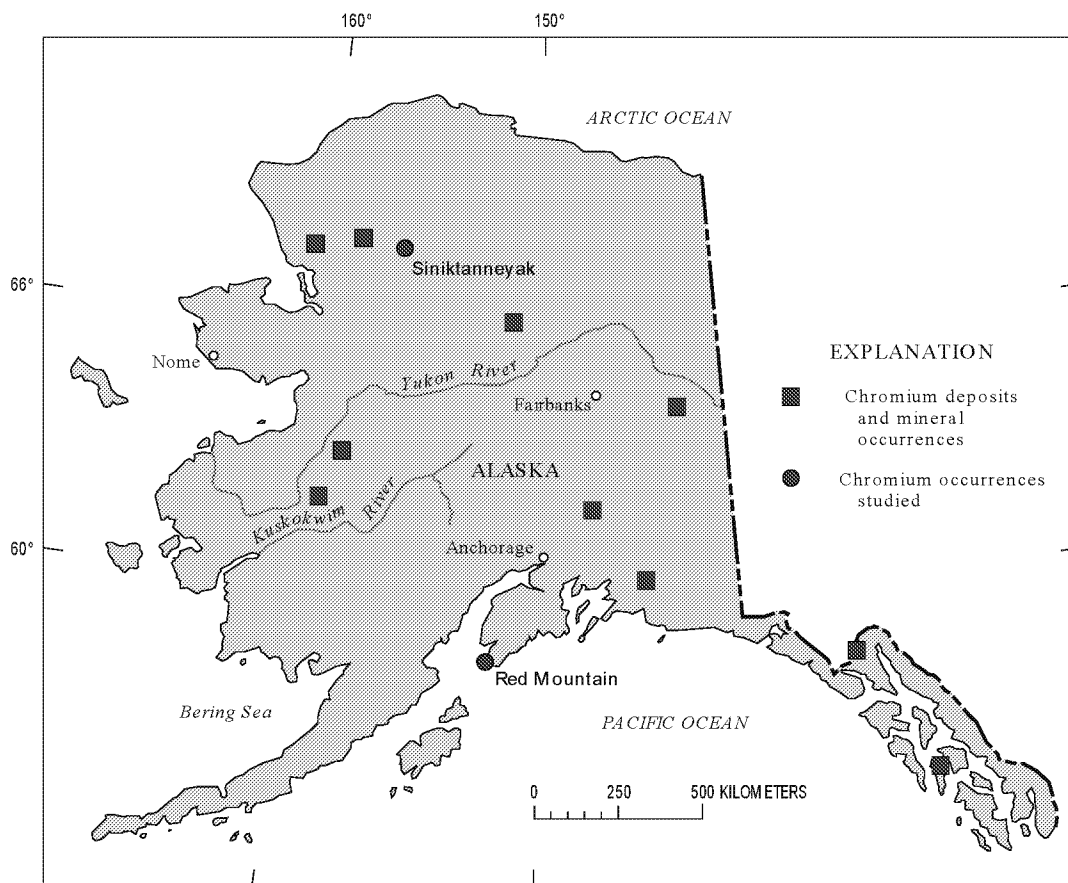 160°
150°
ARCTIC OCEAN
Siniktanneyak
66°
Nome
Yukon River
Fairbanks
EXPLANATION
Chromium deposits
and mineral
occurrences
Chromium occurrences
studied
ALASKA
Kuskokwim River
60°
Anchorage
Red Mountain
Bering Sea
PACIFIC OCEAN
0 250 500 KILOMETERS